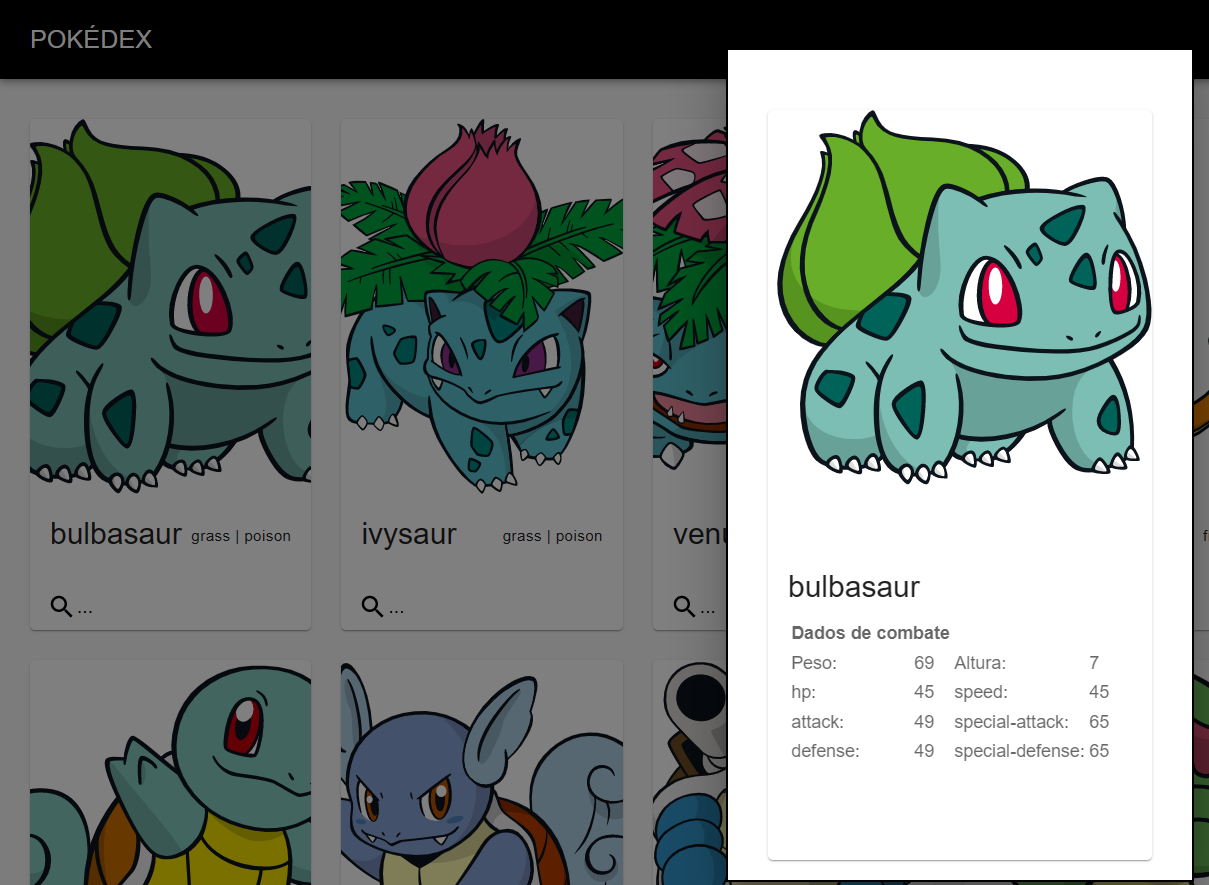 POKÉDEX
bulbasaur grass | poison
...
ivysaur grass | poison
...
venu
...
bulbasaur
Dados de combate
Peso: 69 Altura: 7
hp: 45 speed: 45
attack: 49 special-attack: 65
defense: 49 special-defense: 65